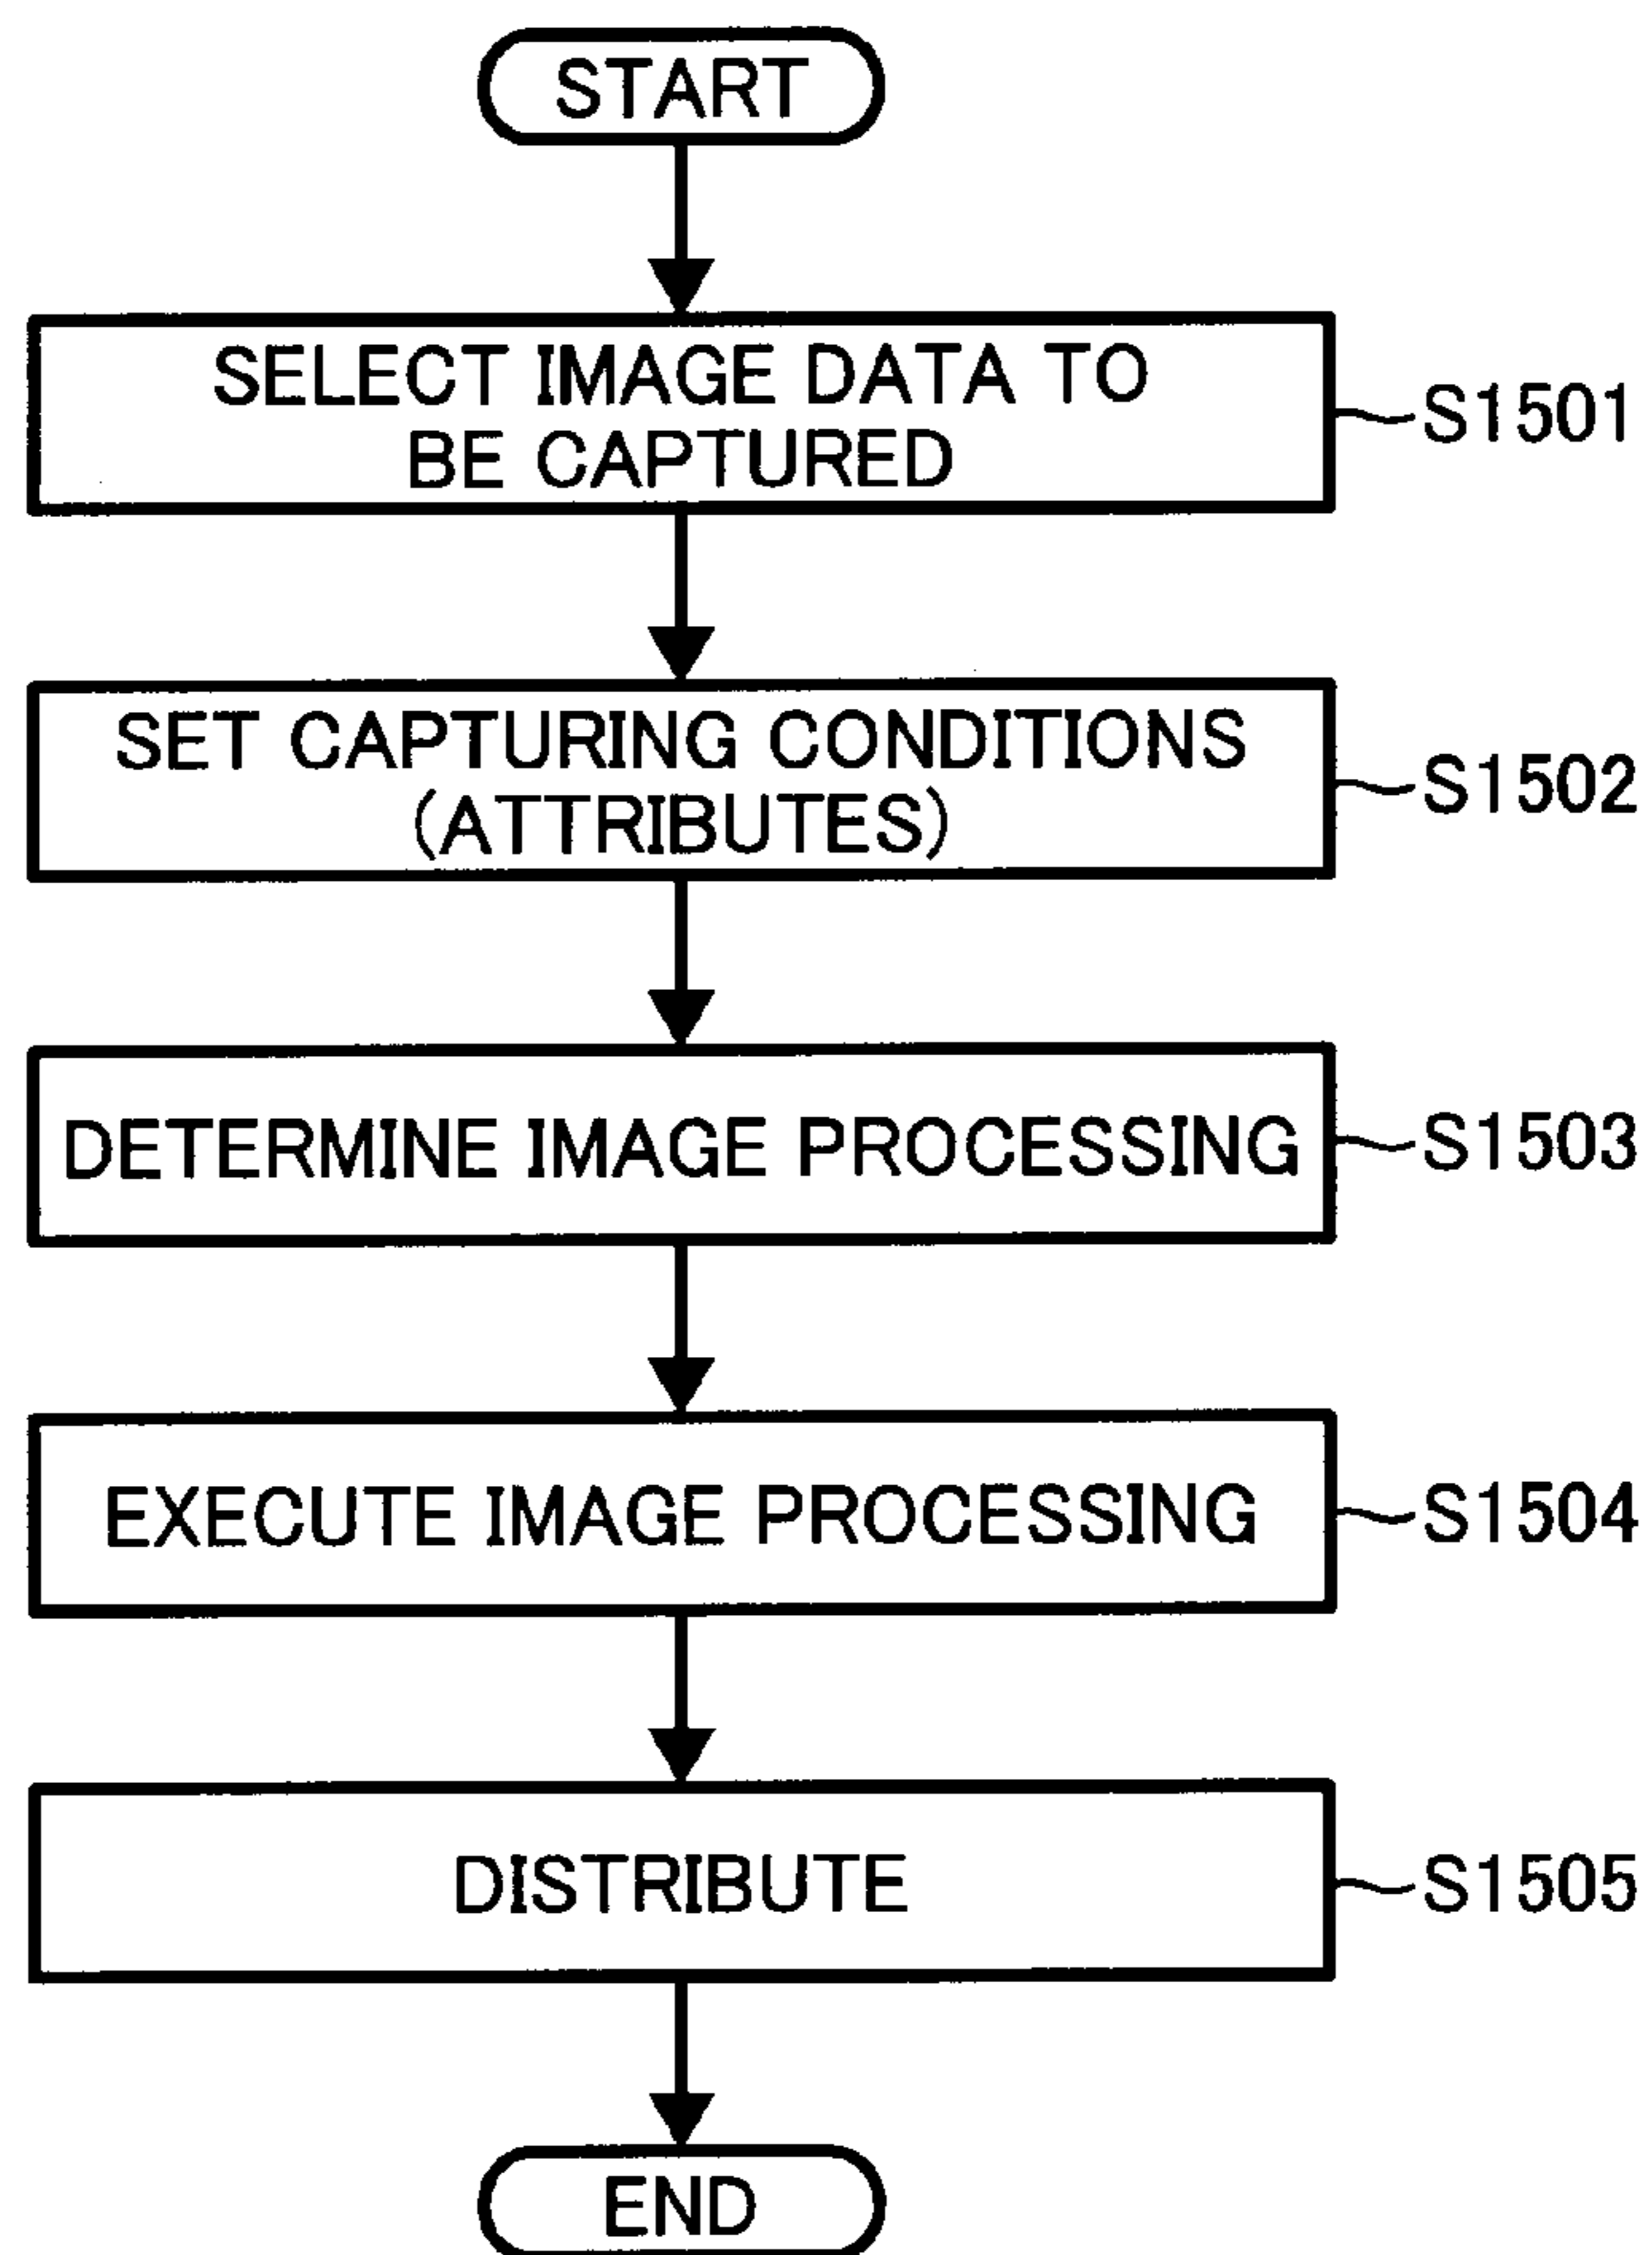 START
SELECT IMAGE DATA TO
BE CAPTURED
S1501
SET CAPTURING CONDITIONS
(ATTRIBUTES)
S1502
DETERMINE IMAGE PROCESSING
S1503
EXECUTE IMAGE PROCESSING
S1504
DISTRIBUTE
S1505
END